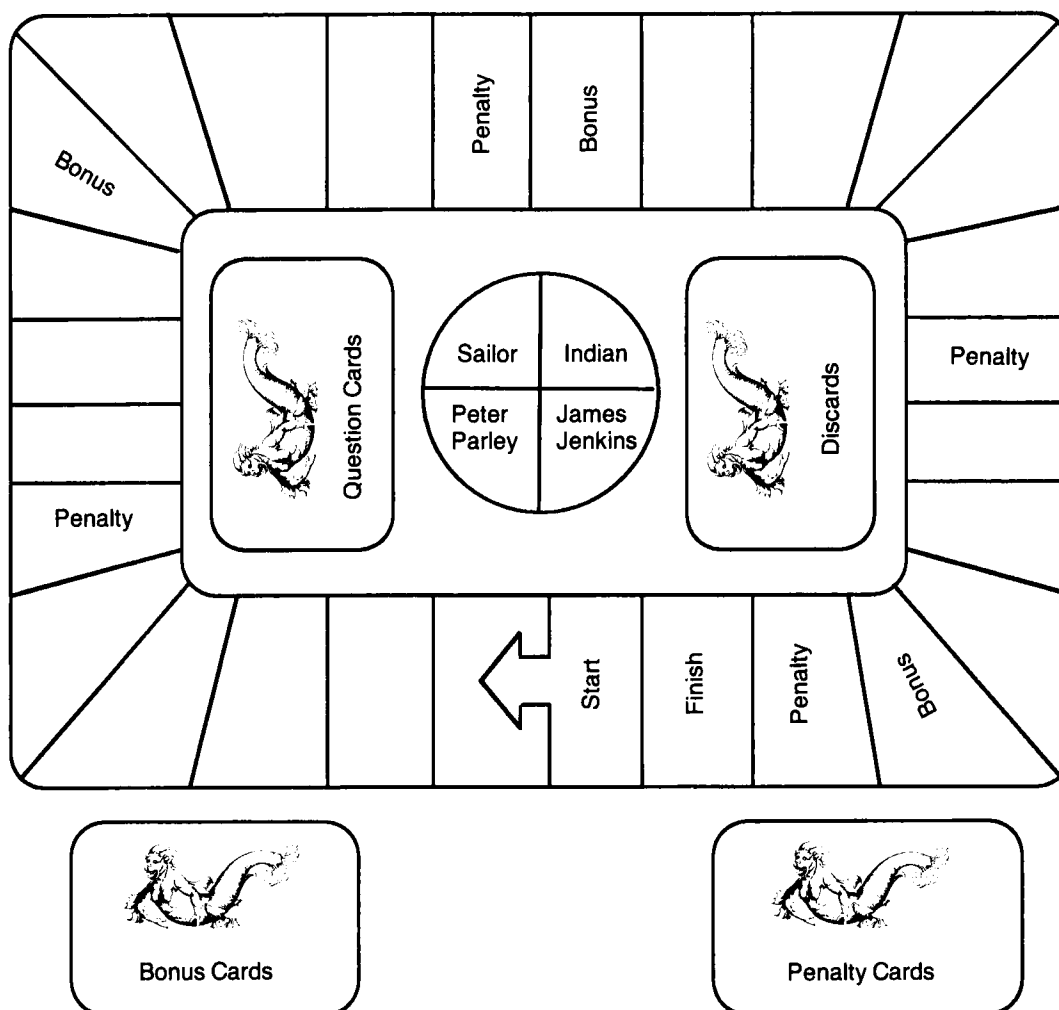 Penalty
Bonus
Bonus
Sailor
Indian
Peter
Parley
James
Jenkins
Question Cards
Discards
Penalty
Penalty
Start
Finish
Penalty
Bonus
Bonus Cards
Penalty Cards